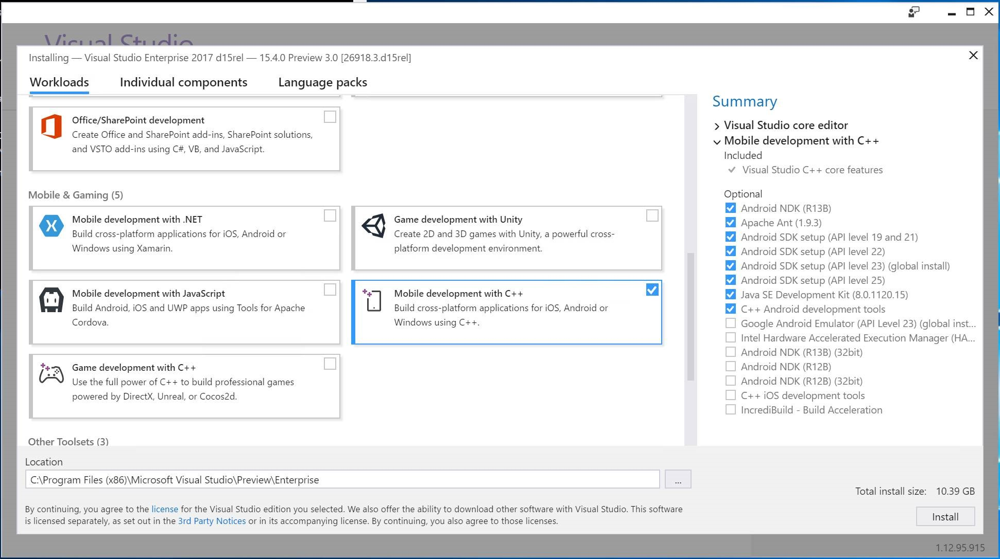 Visual Studio
Installing — Visual Studio Enterprise 2017 d15rel — 15.4.0 Preview 3.0 [26918.3.d15rel]
Workloads
Individual components
Language packs
Office/SharePoint development
Create Office and SharePoint add-ins, SharePoint solutions,
and VSTO add-ins using C#, VB, and JavaScript.
Mobile & Gaming (5)
Mobile development with .NET
Build cross-platform applications for iOS, Android or
Windows using Xamarin.
Game development with Unity
Create 2D and 3D games with Unity, a powerful cross-
platform development environment.
Mobile development with JavaScript
Build Android, iOS and UWP apps using Tools for Apache
Cordova.
Mobile development with C++
Build cross-platform applications for iOS, Android or
Windows using C++.
Game development with C++
Use the full power of C++ to build professional games
powered by DirectX, Unreal, or Cocos2d.
Other Toolsets (3)
Summary
Visual Studio core editor
Mobile development with C++
Included
Visual Studio C++ core features
Optional
Android NDK (R13B)
Apache Ant (1.9.3)
Android SDK setup (API level 19 and 21)
Android SDK setup (API level 22)
Android SDK setup (API level 23) (global install)
Android SDK setup (API level 25)
Java SE Development Kit (8.0.1120.15)
C++ Android development tools
Google Android Emulator (API Level 23) (global inst...
Intel Hardware Accelerated Execution Manager (HA...
Android NDK (R13B) (32bit)
Android NDK (R12B)
Android NDK (R12B) (32bit)
C++ iOS development tools
IncrediBuild - Build Acceleration
Location
C:\Program Files (x86)\Microsoft Visual Studio\Preview\Enterprise
...
By continuing, you agree to the license for the Visual Studio edition you selected. We also offer the ability to download other software with Visual Studio. This software
is licensed separately, as set out in the 3rd Party Notices or in its accompanying license. By continuing, you also agree to those licenses.
Total install size: 10.39 GB
Install
1.12.95.915